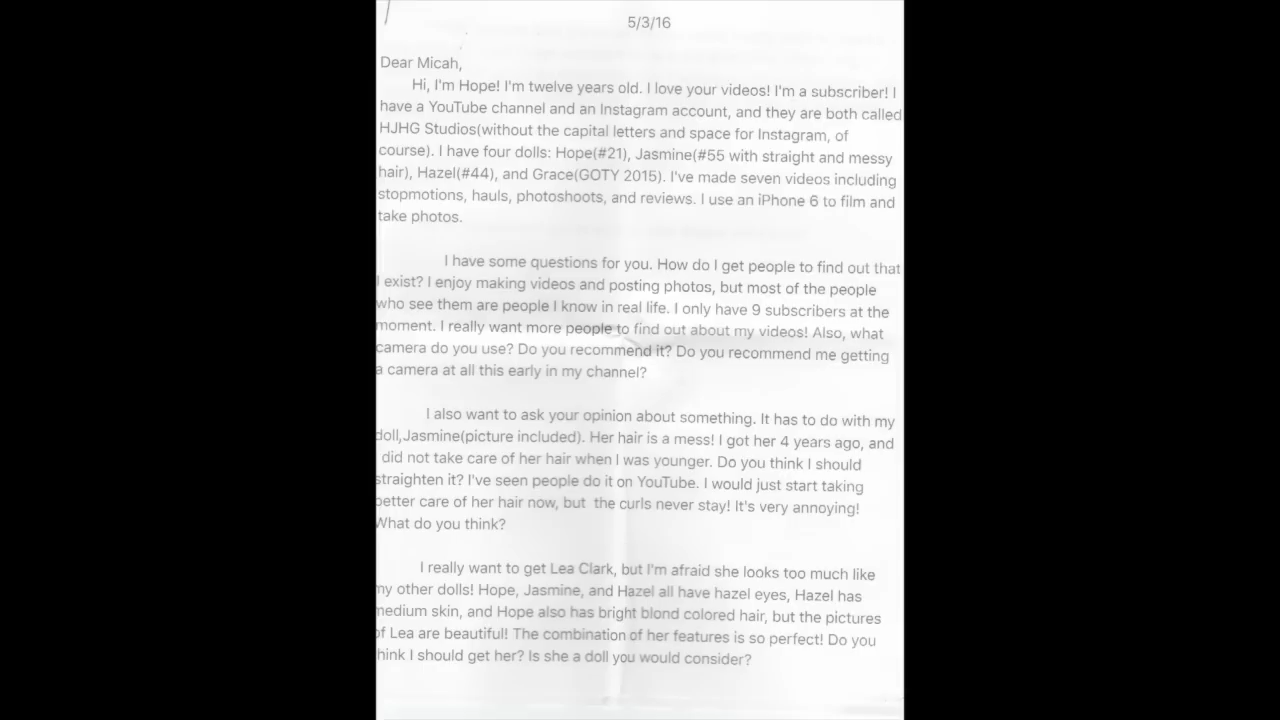 5/3/16
Dear Micah,
Hi, I'm Hope! I'm twelve years old. I love your videos! I'm a subscriber! I
have a YouTube channel and an Instagram account, and they are both called
HJHG Studios(without the capital letters and space for Instagram, of
course). I have four dolls: Hope(#21), Jasmine(#55 with straight and messy
hair), Hazel(#44), and Grace(GOTY 2015). I've made seven videos including
stopmotions, hauls, photoshoots, and reviews. I use an iPhone 6 to film and
take photos.
I have some questions for you. How do I get people to find out that
I exist? I enjoy making videos and posting photos, but most of the people
who see them are people I know in real life. I only have 9 subscribers at the
moment. I really want more people to find out about my videos! Also, what
camera do you use? Do you recommend it? Do you recommend me getting
a camera at all this early in my channel?
I also want to ask your opinion about something. It has to do with my
doll,Jasmine(picture included). Her hair is a mess! I got her 4 years ago, and
did not take care of her hair when I was younger. Do you think I should
straighten it? I've seen people do it on YouTube. I would just start taking
better care of her hair now, but the curls never stay! It's very annoying!
What do you think?
I really want to get Lea Clark, but I'm afraid she looks too much like
my other dolls! Hope, Jasmine, and Hazel all have hazel eyes, Hazel has
medium skin, and Hope also has bright blond colored hair, but the pictures
of Lea are beautiful! The combination of her features is so perfect! Do you
think I should get her? Is she a doll you would consider?